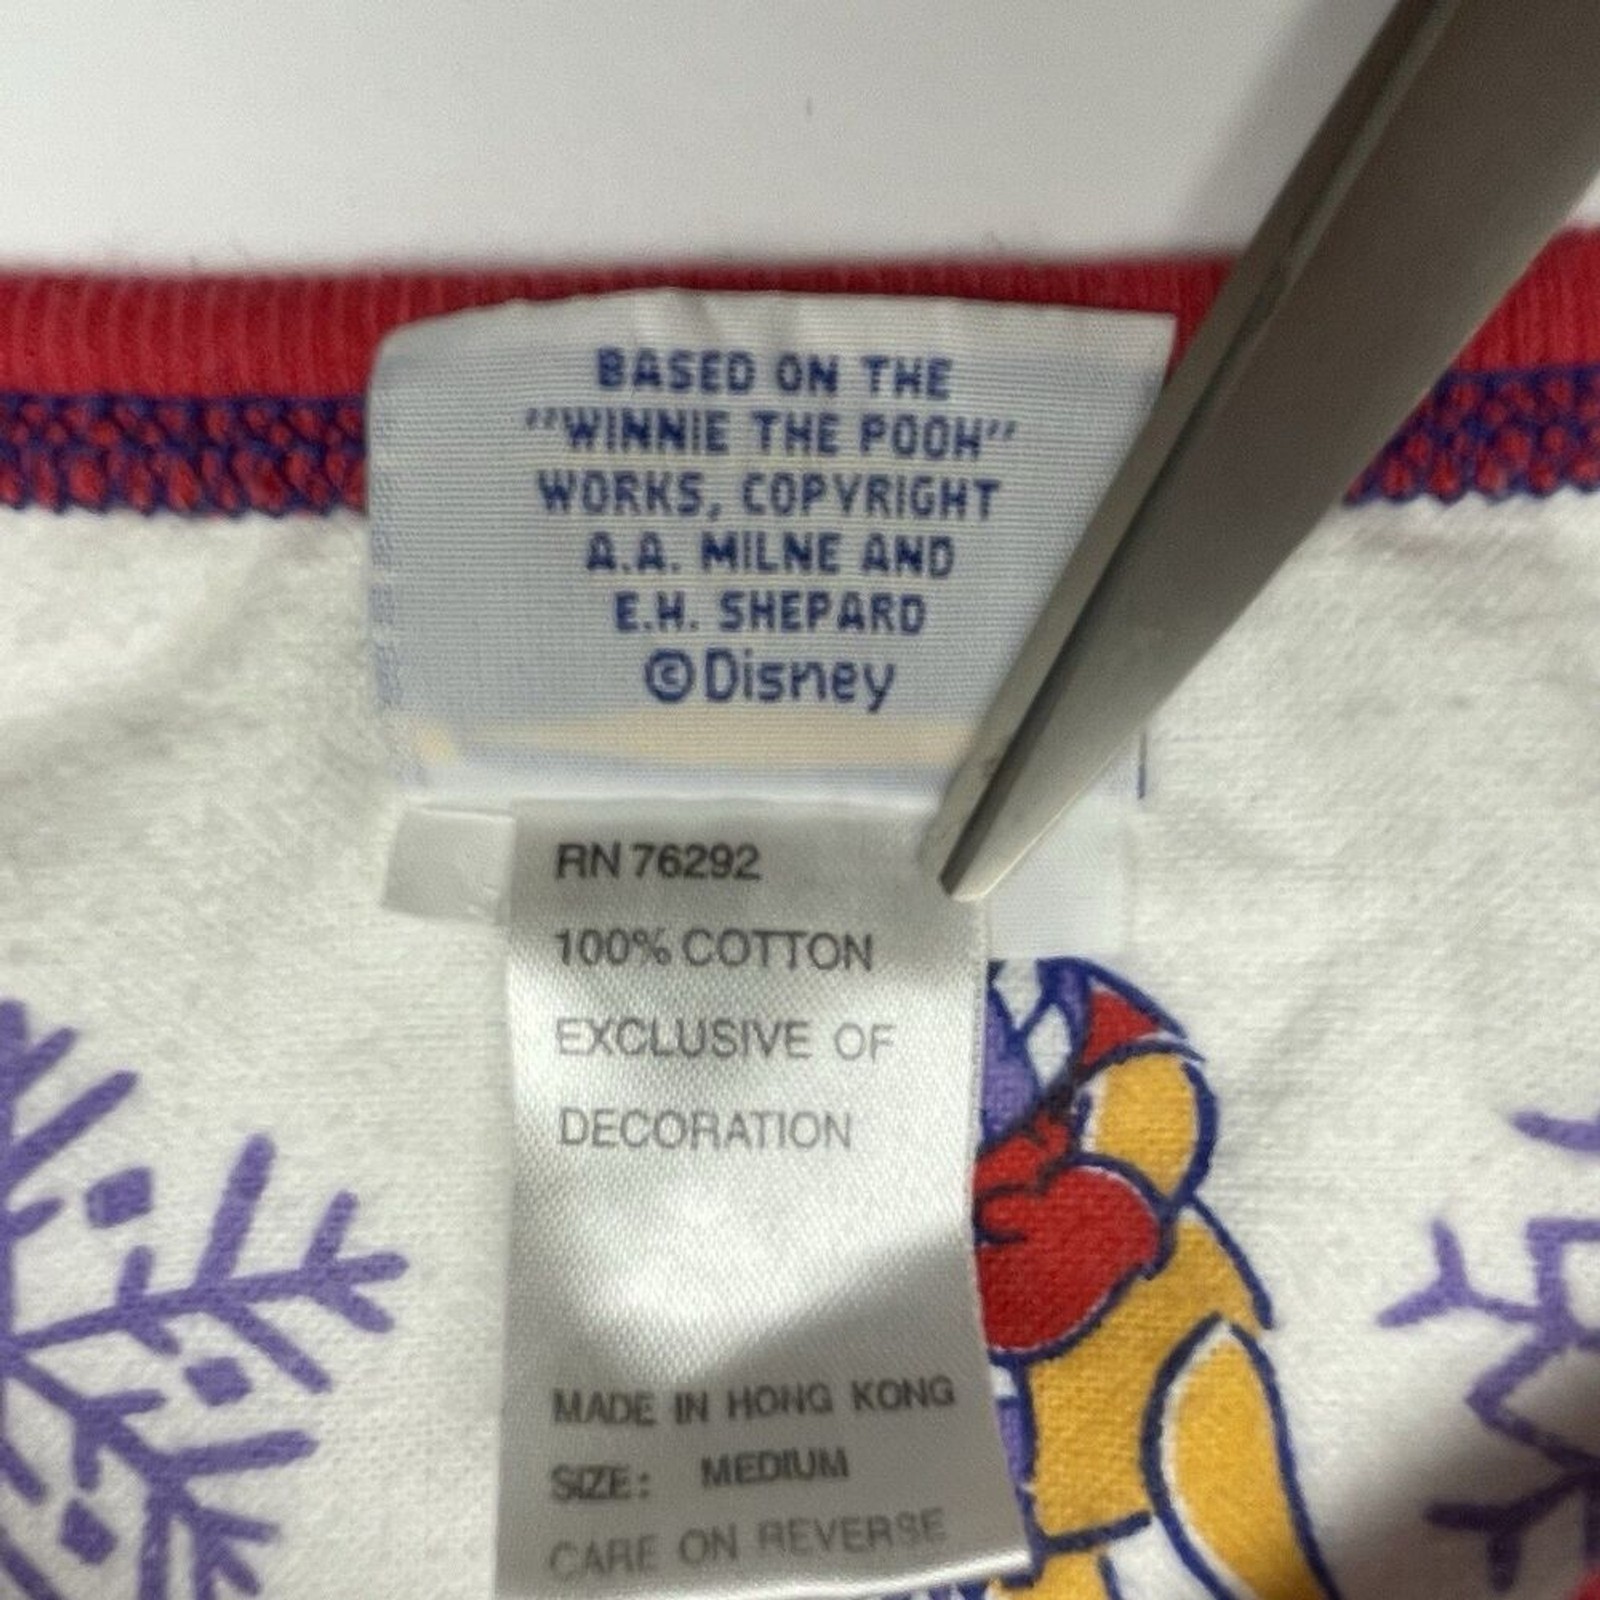 BASED ON THE
"WINNIE THE POOH"
WORKS, COPYRIGHT
A.A. MILNE AND
E.H. SHEPARD
©Disney
RN 76292
100% COTTON
EXCLUSIVE OF
DECORATION
MADE IN HONG KONG
SIZE: MEDIUM
CARE ON REVERSE